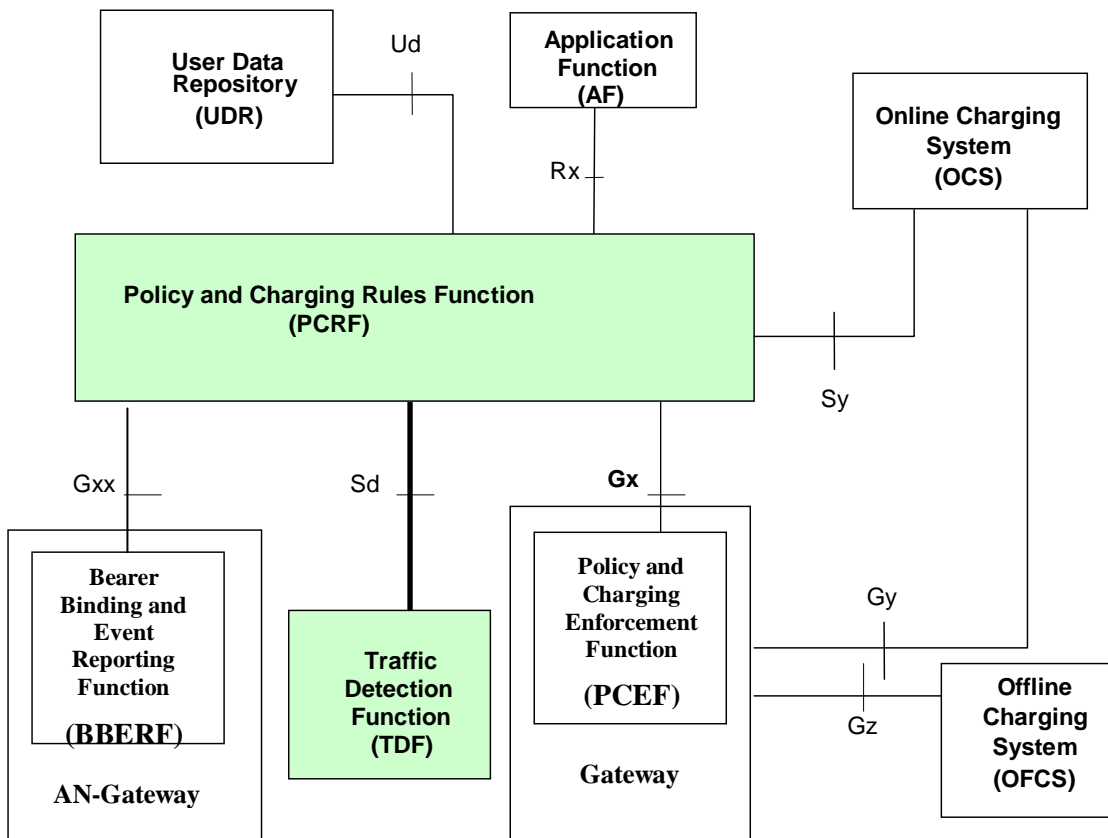 User Data
Repository
(UDR)
Ud
Application
Function
(AF)
Rx
Online Charging
System
(OCS)
Policy and Charging Rules Function
(PCRF)
Sy
Gxx
Sd
Gx
Bearer
Binding and
Event
Reporting
Function
(BBERF)
AN-Gateway
Traffic
Detection
Function
(TDF)
Policy and
Charging
Enforcement
Function
(PCEF)
Gateway
Gy
Gz
Offline
Charging
System
(OFCS)